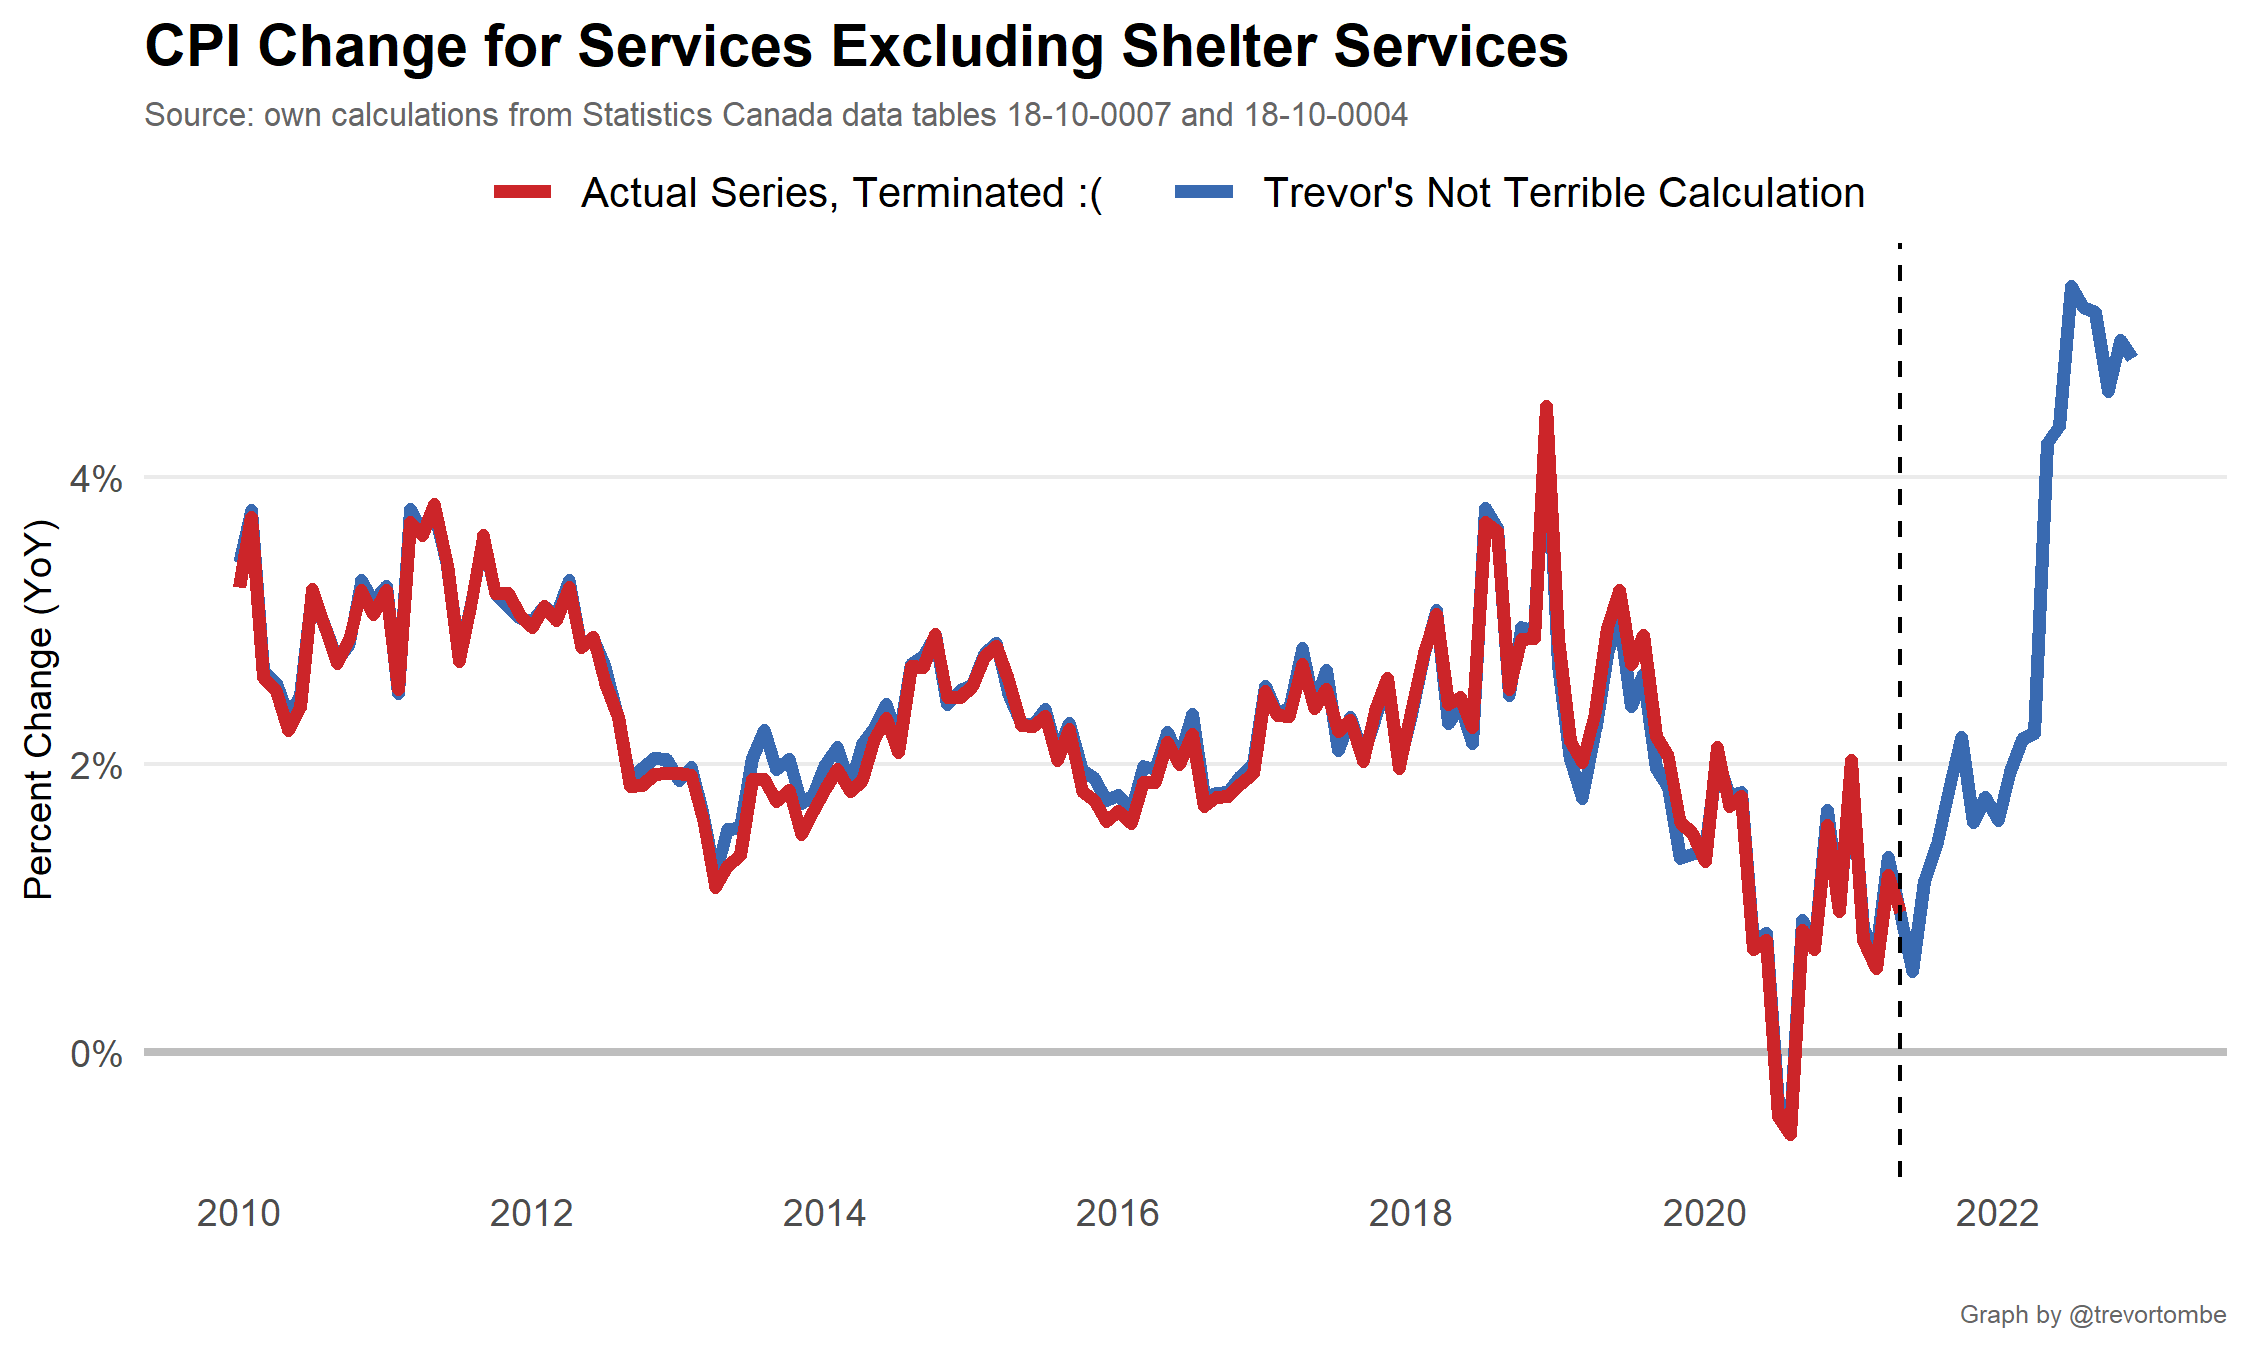 CPI Change for Services Excluding Shelter Services
Source: own calculations from Statistics Canada data tables 18-10-0007 and 18-10-0004
Actual Series, Terminated :(
Trevor's Not Terrible Calculation
Percent Change (YoY)
4%
2%
0%
2010
2012
2014
2016
2018
2020
2022
Graph by @trevortombe